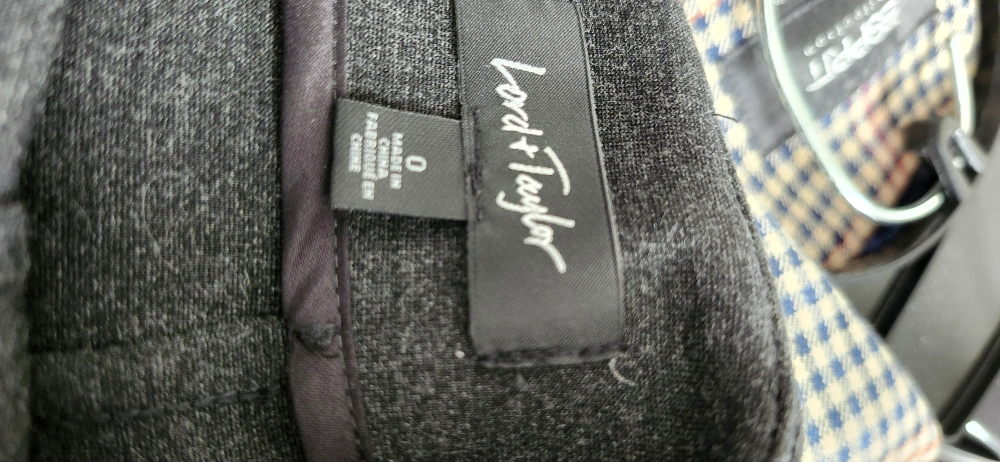 Lord + Taylor
0
MADE IN
CHINA
FABRIQUÉ EN
CHINE